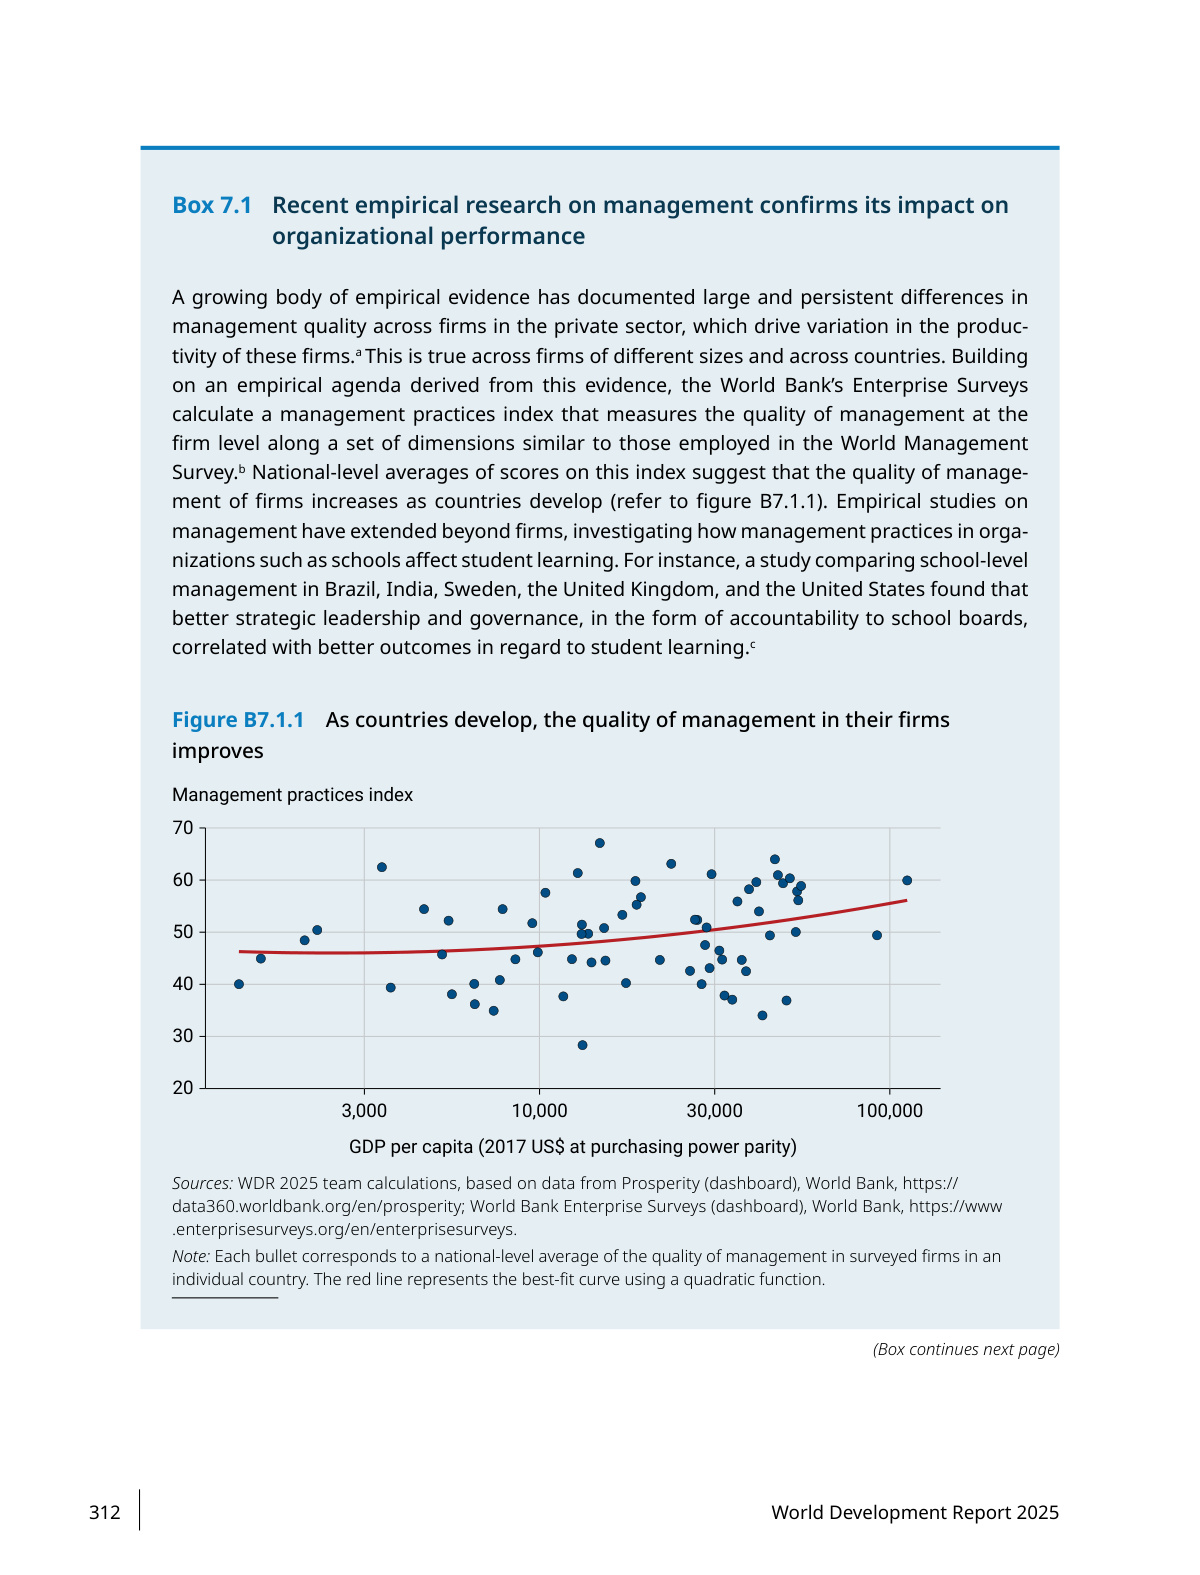 Box 7.1 Recent empirical research on management confirms its impact on
organizational performance
A growing body of empirical evidence has documented large and persistent differences in
management quality across firms in the private sector, which drive variation in the produc-
tivity of these firms.a This is true across firms of different sizes and across countries. Building
on an empirical agenda derived from this evidence, the World Bank’s Enterprise Surveys
calculate a management practices index that measures the quality of management at the
firm level along a set of dimensions similar to those employed in the World Management
Survey.b National-level averages of scores on this index suggest that the quality of manage-
ment of firms increases as countries develop (refer to figure B7.1.1). Empirical studies on
management have extended beyond firms, investigating how management practices in orga-
nizations such as schools affect student learning. For instance, a study comparing school-level
management in Brazil, India, Sweden, the United Kingdom, and the United States found that
better strategic leadership and governance, in the form of accountability to school boards,
correlated with better outcomes in regard to student learning.c
Figure B7.1.1 As countries develop, the quality of management in their firms
improves
Management practices index
70
60
50
40
30
20
3,000 10,000 30,000 100,000
GDP per capita (2017 US$ at purchasing power parity)
Sources: WDR 2025 team calculations, based on data from Prosperity (dashboard), World Bank, https://
data360.worldbank.org/en/prosperity; World Bank Enterprise Surveys (dashboard), World Bank, https://www
.enterprisesurveys.org/en/enterprisesurveys.
Note: Each bullet corresponds to a national-level average of the quality of management in surveyed firms in an
individual country. The red line represents the best-fit curve using a quadratic function.
(Box continues next page)
312
World Development Report 2025